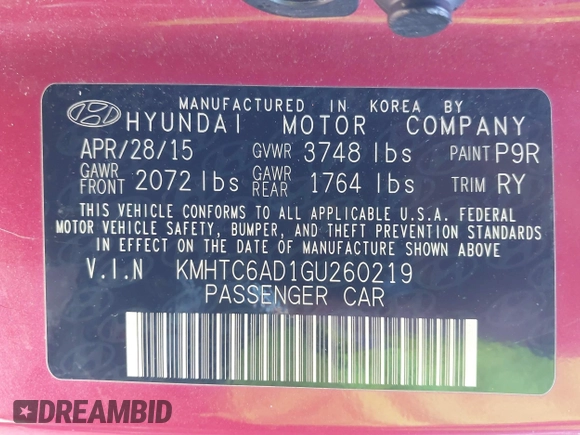 MANUFACTURED IN KOREA BY
HYUNDAI MOTOR COMPANY
APR/28/15 GVWR 3748 lbs PAINT P9R
GAWR FRONT 2072 lbs GAWR REAR 1764 lbs TRIM RY
THIS VEHICLE CONFORMS TO ALL APPLICABLE U.S.A. FEDERAL
MOTOR VEHICLE SAFETY, BUMPER, AND THEFT PREVENTION STANDARDS
IN EFFECT ON THE DATE OF MANUFACTURE SHOWN ABOVE
V.I.N KMHTC6AD1GU260219
PASSENGER CAR
DREAMBID